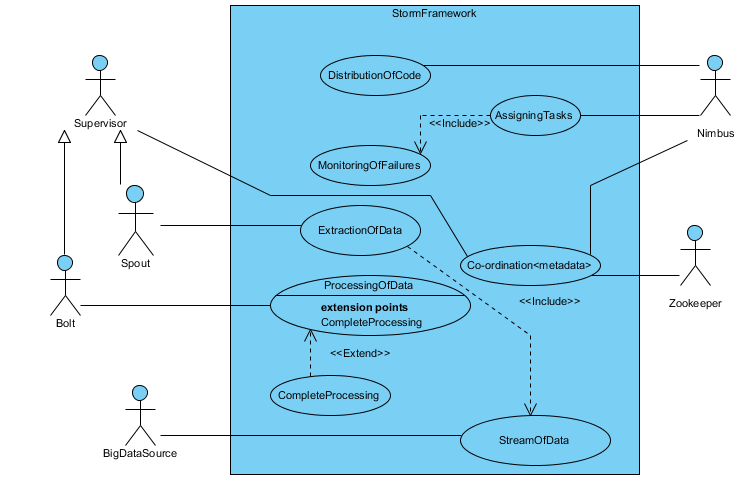 StormFramework
DistributionOfCode
AssigningTasks
<<Include>>
Supervisor
Nimbus
MonitoringOfFailures
ExtractionOfData
Spout
Co-ordination<metadata>
ProcessingOfData
<<Include>>
Zookeeper
extension points
CompleteProcessing
Bolt
<<Extend>>
CompleteProcessing
StreamOfData
BigDataSource